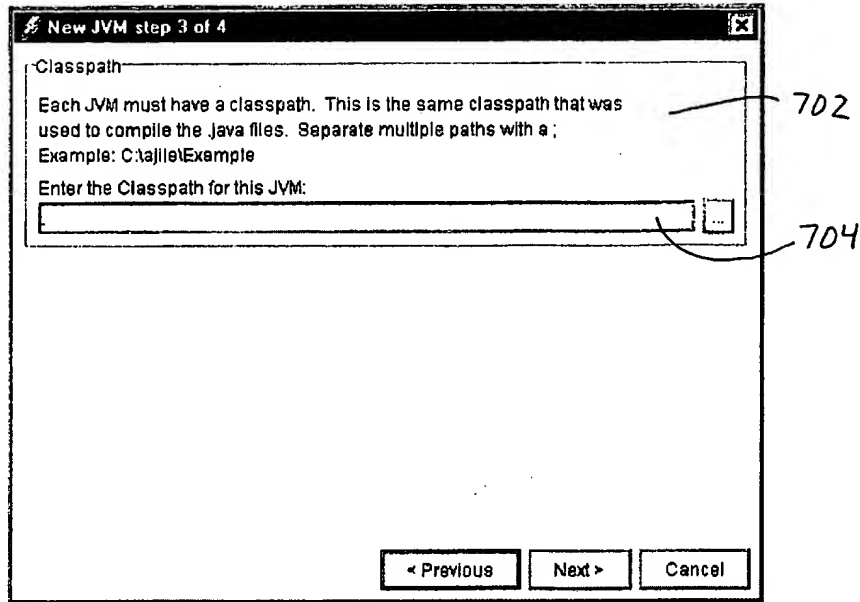 New JVM step 3 of 4
Classpath
Each JVM must have a classpath. This is the same classpath that was
used to compile the .java files. Separate multiple paths with a ;
Example: C:\ajile\Example
Enter the Classpath for this JVM:
...
< Previous Next > Cancel
702
704